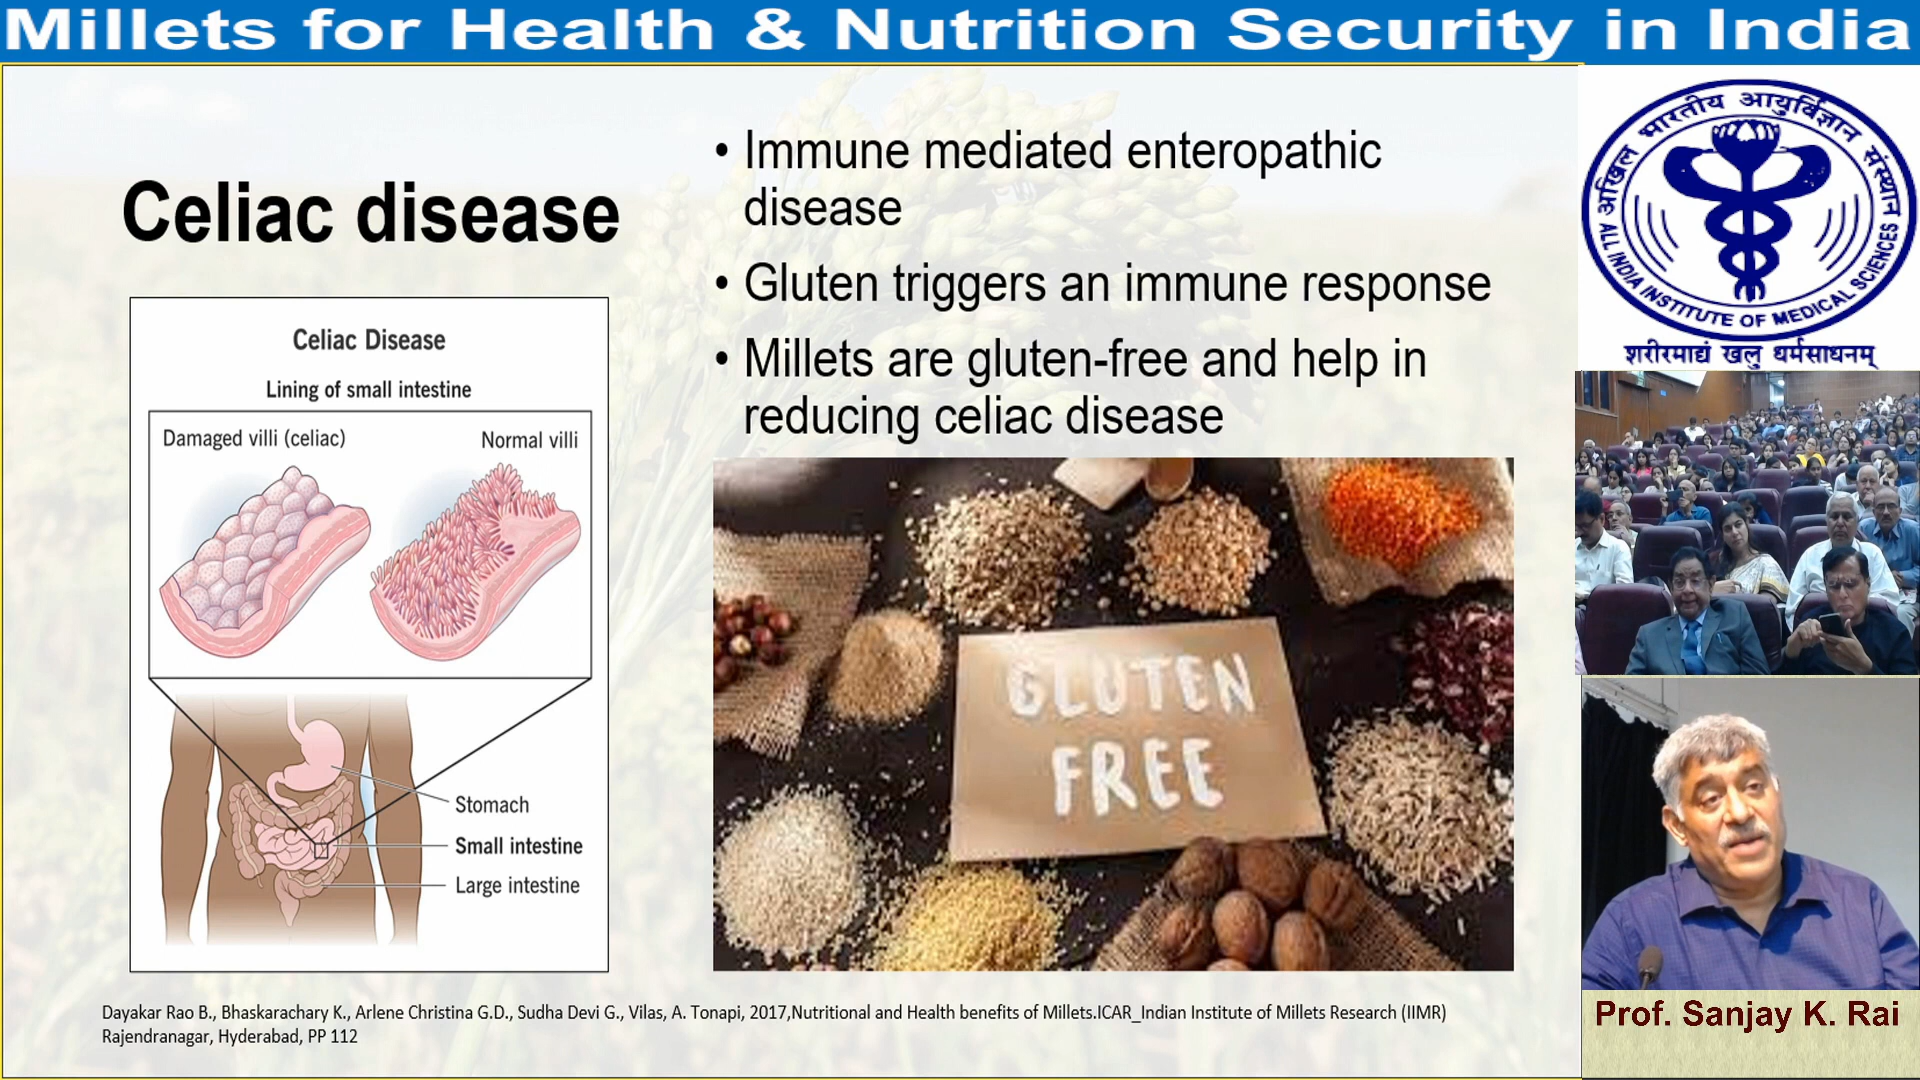 Millets for Health & Nutrition Security in India
Celiac disease
• Immune mediated enteropathic
disease
• Gluten triggers an immune response
• Millets are gluten-free and help in
reducing celiac disease
Celiac Disease
Lining of small intestine
Damaged villi (celiac)
Normal villi
Stomach
Small intestine
Large intestine
GLUTEN
FREE
Dayakar Rao B., Bhaskarachary K., Arlene Christina G.D., Sudha Devi G., Vilas, A. Tonapi, 2017,Nutritional and Health benefits of Millets.ICAR_Indian Institute of Millets Research (IIMR)
Rajendranagar, Hyderabad, PP 112
अखिल भारतीय आयुर्विज्ञान संस्थान
ALL INDIA INSTITUTE OF MEDICAL SCIENCES
शरीरमाद्यं खलु धर्मसाधनम्
Prof. Sanjay K. Rai